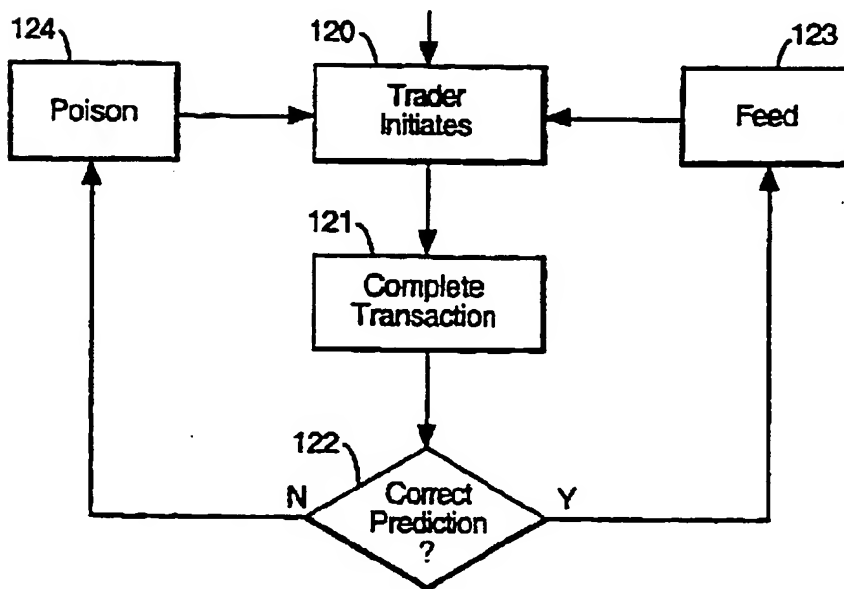 124
120
123
Poison
Trader
Initiates
Feed
121
Complete
Transaction
122
N
Correct
Prediction
?
Y